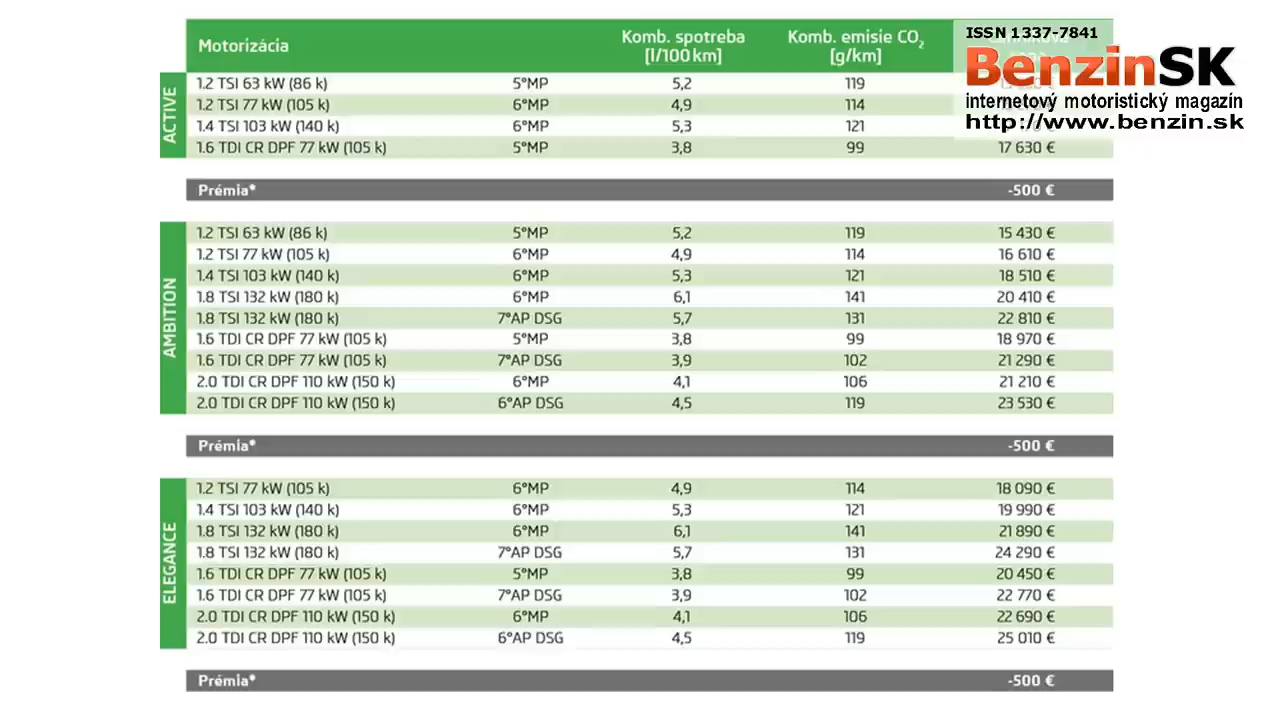 Motorizácia Komb. spotreba [l/100 km] Komb. emisie CO₂ [g/km]
ISSN 1337-7841
BenzinSK
internetový motoristický magazín
http://www.benzin.sk
ACTIVE
1.2 TSI 63 kW (86 k) 5°MP 5,2 119
1.2 TSI 77 kW (105 k) 6°MP 4,9 114
1.4 TSI 103 kW (140 k) 6°MP 5,3 121
1.6 TDI CR DPF 77 kW (105 k) 5°MP 3,8 99 17 630 €
Prémia* -500 €
AMBITION
1.2 TSI 63 kW (86 k) 5°MP 5,2 119 15 430 €
1.2 TSI 77 kW (105 k) 6°MP 4,9 114 16 610 €
1.4 TSI 103 kW (140 k) 6°MP 5,3 121 18 510 €
1.8 TSI 132 kW (180 k) 6°MP 6,1 141 20 410 €
1.8 TSI 132 kW (180 k) 7°AP DSG 5,7 131 22 810 €
1.6 TDI CR DPF 77 kW (105 k) 5°MP 3,8 99 18 970 €
1.6 TDI CR DPF 77 kW (105 k) 7°AP DSG 3,9 102 21 290 €
2.0 TDI CR DPF 110 kW (150 k) 6°MP 4,1 106 21 210 €
2.0 TDI CR DPF 110 kW (150 k) 6°AP DSG 4,5 119 23 530 €
Prémia* -500 €
ELEGANCE
1.2 TSI 77 kW (105 k) 6°MP 4,9 114 18 090 €
1.4 TSI 103 kW (140 k) 6°MP 5,3 121 19 990 €
1.8 TSI 132 kW (180 k) 6°MP 6,1 141 21 890 €
1.8 TSI 132 kW (180 k) 7°AP DSG 5,7 131 24 290 €
1.6 TDI CR DPF 77 kW (105 k) 5°MP 3,8 99 20 450 €
1.6 TDI CR DPF 77 kW (105 k) 7°AP DSG 3,9 102 22 770 €
2.0 TDI CR DPF 110 kW (150 k) 6°MP 4,1 106 22 690 €
2.0 TDI CR DPF 110 kW (150 k) 6°AP DSG 4,5 119 25 010 €
Prémia* -500 €